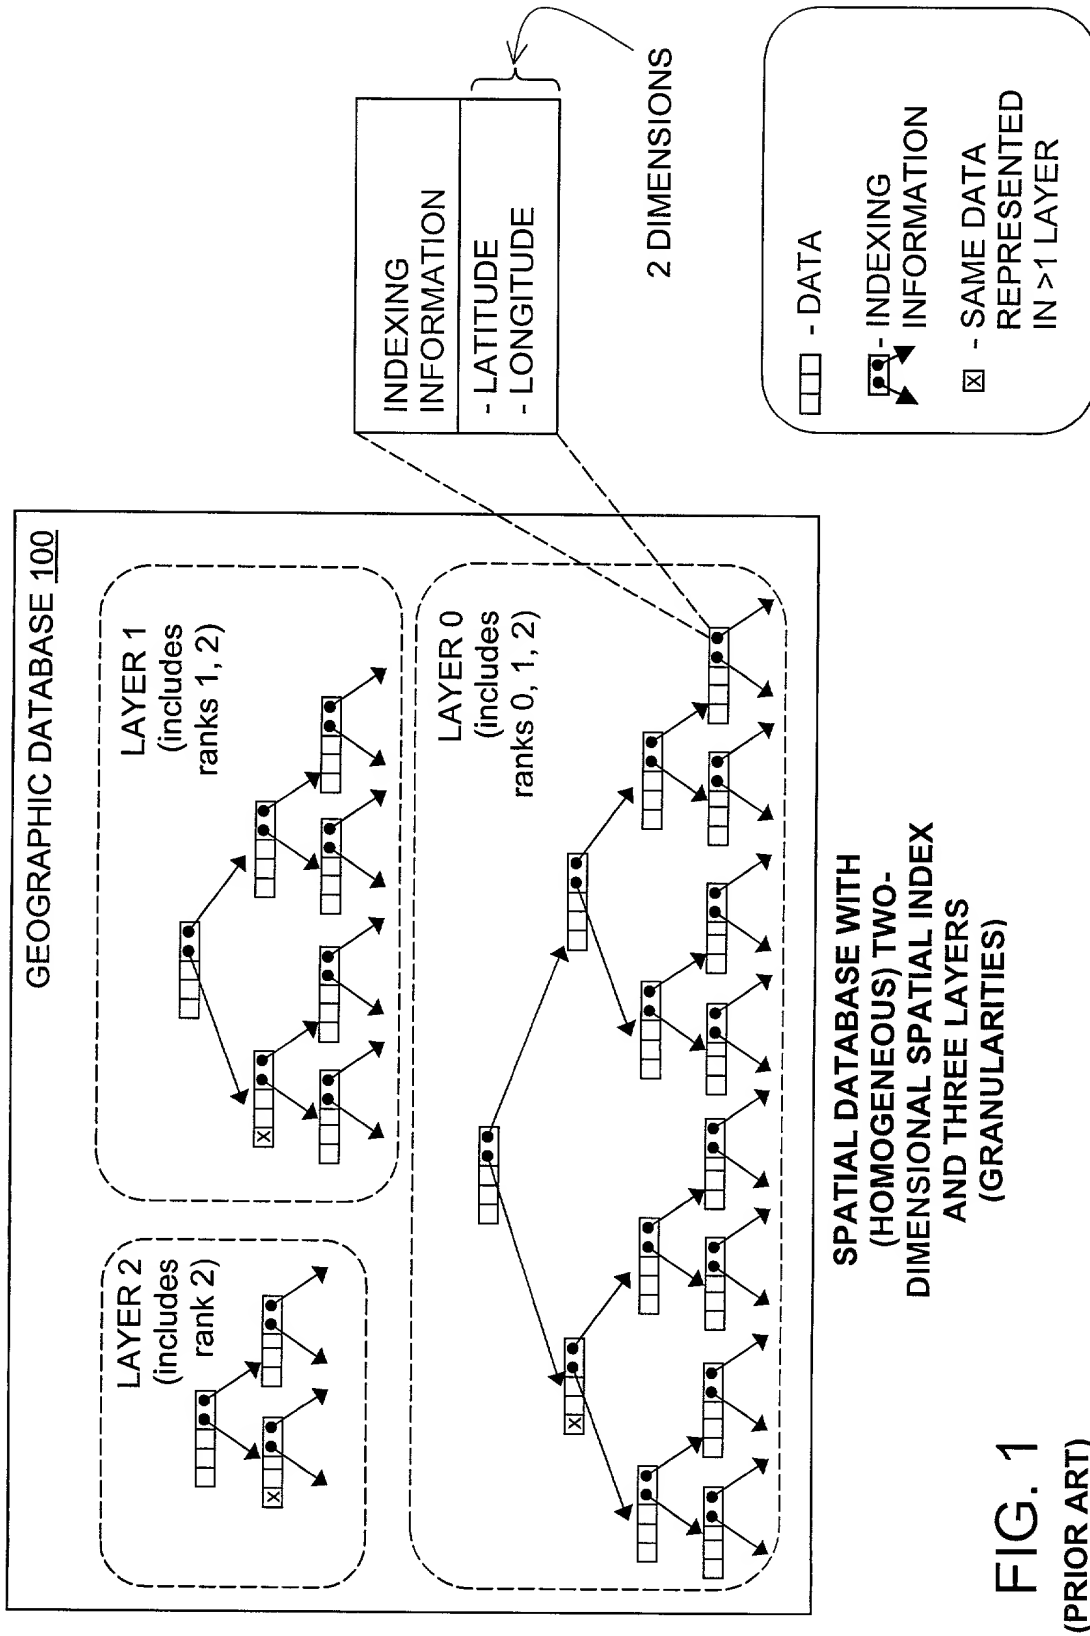 GEOGRAPHIC DATABASE 100
LAYER 2
(includes
rank 2)
X
LAYER 1
(includes
ranks 1, 2)
X
LAYER 0
(includes
ranks 0, 1, 2)
X
INDEXING
INFORMATION
- LATITUDE
- LONGITUDE
2 DIMENSIONS
- DATA
- INDEXING
INFORMATION
X - SAME DATA
REPRESENTED
IN >1 LAYER
SPATIAL DATABASE WITH
(HOMOGENEOUS) TWO-
DIMENSIONAL SPATIAL INDEX
AND THREE LAYERS
(GRANULARITIES)
FIG. 1
(PRIOR ART)